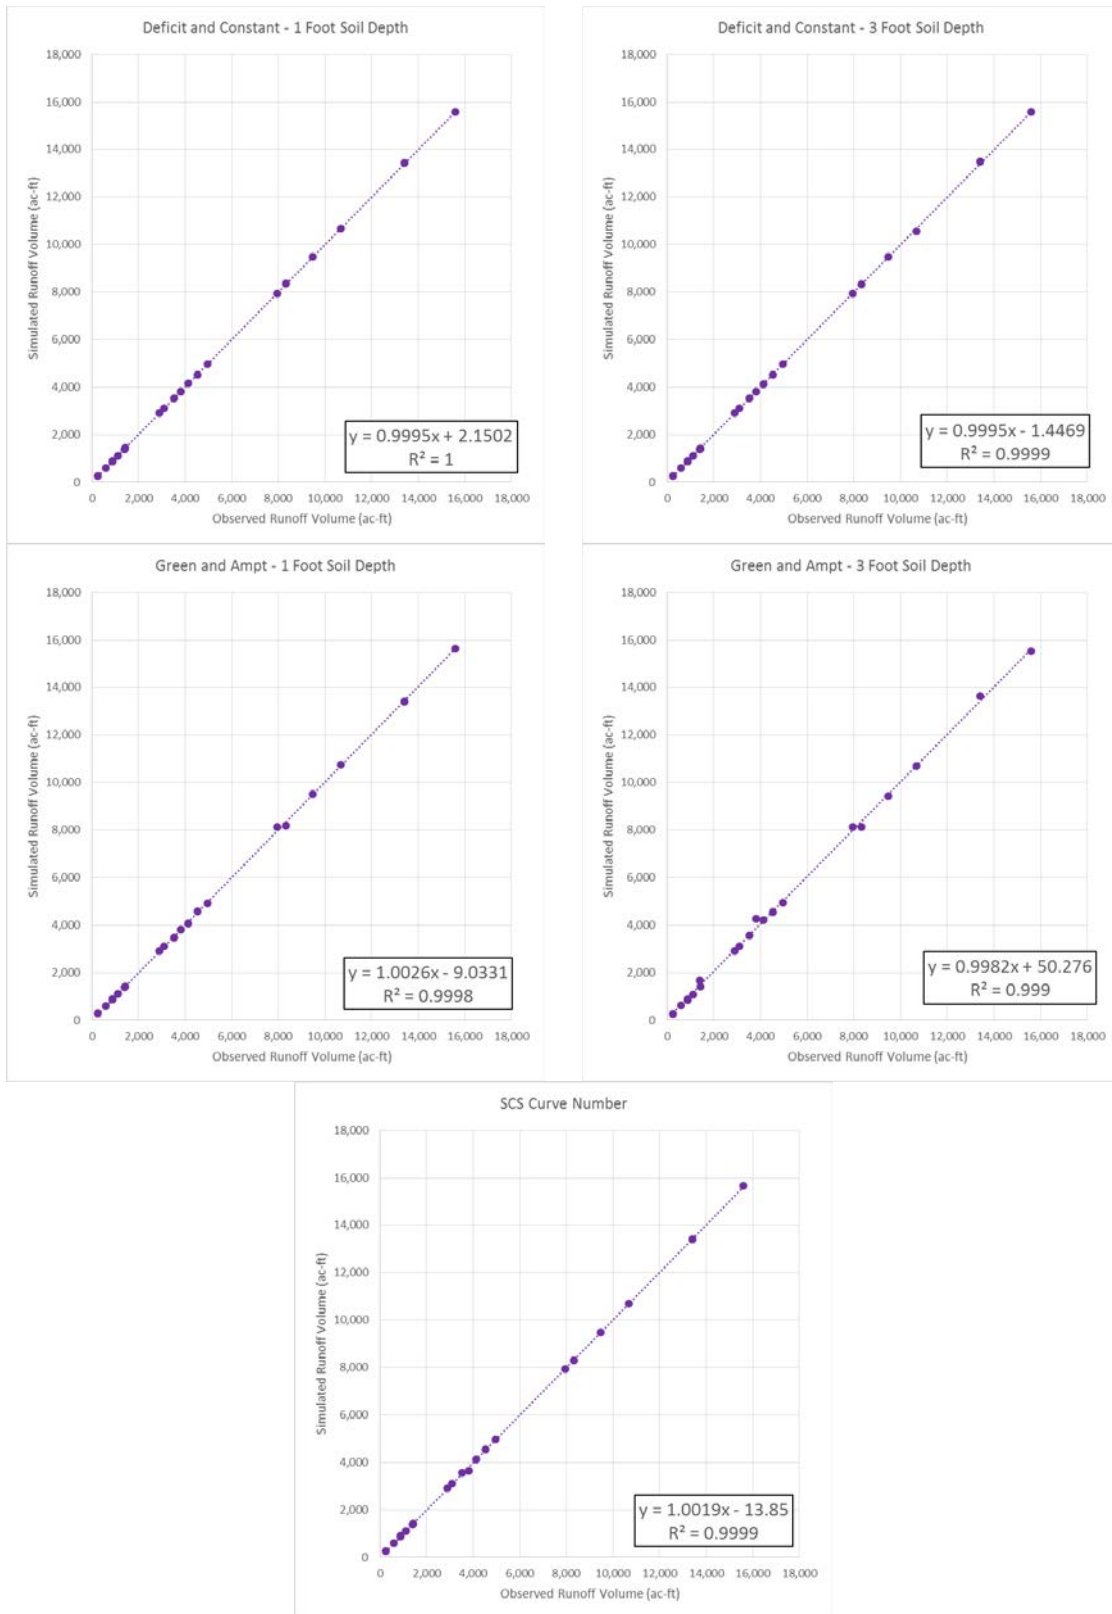 Deficit and Constant - 1 Foot Soil Depth
18,000
16,000
14,000
12,000
10,000
8,000
6,000
4,000
2,000
0
Simulated Runoff Volume (ac-ft)
y = 0.9995x + 2.1502
R² = 1
0 2,000 4,000 6,000 8,000 10,000 12,000 14,000 16,000 18,000
Observed Runoff Volume (ac-ft)
Deficit and Constant - 3 Foot Soil Depth
18,000
16,000
14,000
12,000
10,000
8,000
6,000
4,000
2,000
0
Simulated Runoff Volume (ac-ft)
y = 0.9995x - 1.4469
R² = 0.9999
0 2,000 4,000 6,000 8,000 10,000 12,000 14,000 16,000 18,000
Observed Runoff Volume (ac-ft)
Green and Ampt - 1 Foot Soil Depth
18,000
16,000
14,000
12,000
10,000
8,000
6,000
4,000
2,000
0
Simulated Runoff Volume (ac-ft)
y = 1.0026x - 9.0331
R² = 0.9998
0 2,000 4,000 6,000 8,000 10,000 12,000 14,000 16,000 18,000
Observed Runoff Volume (ac-ft)
Green and Ampt - 3 Foot Soil Depth
18,000
16,000
14,000
12,000
10,000
8,000
6,000
4,000
2,000
0
Simulated Runoff Volume (ac-ft)
y = 0.9982x + 50.276
R² = 0.999
0 2,000 4,000 6,000 8,000 10,000 12,000 14,000 16,000 18,000
Observed Runoff Volume (ac-ft)
SCS Curve Number
18,000
16,000
14,000
12,000
10,000
8,000
6,000
4,000
2,000
0
Simulated Runoff Volume (ac-ft)
y = 1.0019x - 13.85
R² = 0.9999
0 2,000 4,000 6,000 8,000 10,000 12,000 14,000 16,000 18,000
Observed Runoff Volume (ac-ft)